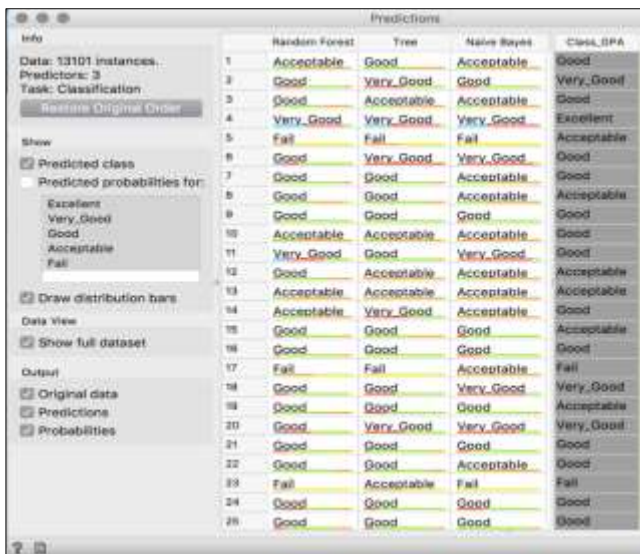 Predictions
Info
Data: 13101 instances.
Predictors: 3
Task: Classification
Restore Original Order
Show
Predicted class
Predicted probabilities for:
Excellent
Very_Good
Good
Acceptable
Fail
Draw distribution bars
Data View
Show full dataset
Output
Original data
Predictions
Probabilities
Random Forest Tree Naive Bayes Class_GPA
1 Acceptable Good Acceptable Good
2 Good Very_Good Good Very_Good
3 Good Acceptable Acceptable Good
4 Very_Good Very_Good Very_Good Excellent
5 Fail Fail Fail Acceptable
6 Good Very_Good Very_Good Good
7 Good Good Acceptable Good
8 Good Good Acceptable Acceptable
9 Good Good Good Good
10 Acceptable Acceptable Acceptable Good
11 Very_Good Good Very_Good Good
12 Good Acceptable Acceptable Acceptable
13 Acceptable Acceptable Acceptable Acceptable
14 Acceptable Very_Good Acceptable Good
15 Good Good Good Acceptable
16 Good Good Good Good
17 Fail Fail Acceptable Fail
18 Good Good Very_Good Very_Good
19 Good Good Good Acceptable
20 Good Very_Good Very_Good Very_Good
21 Good Good Good Good
22 Good Good Acceptable Good
23 Fail Acceptable Fail Fail
24 Good Good Good Good
25 Good Good Good Good
?